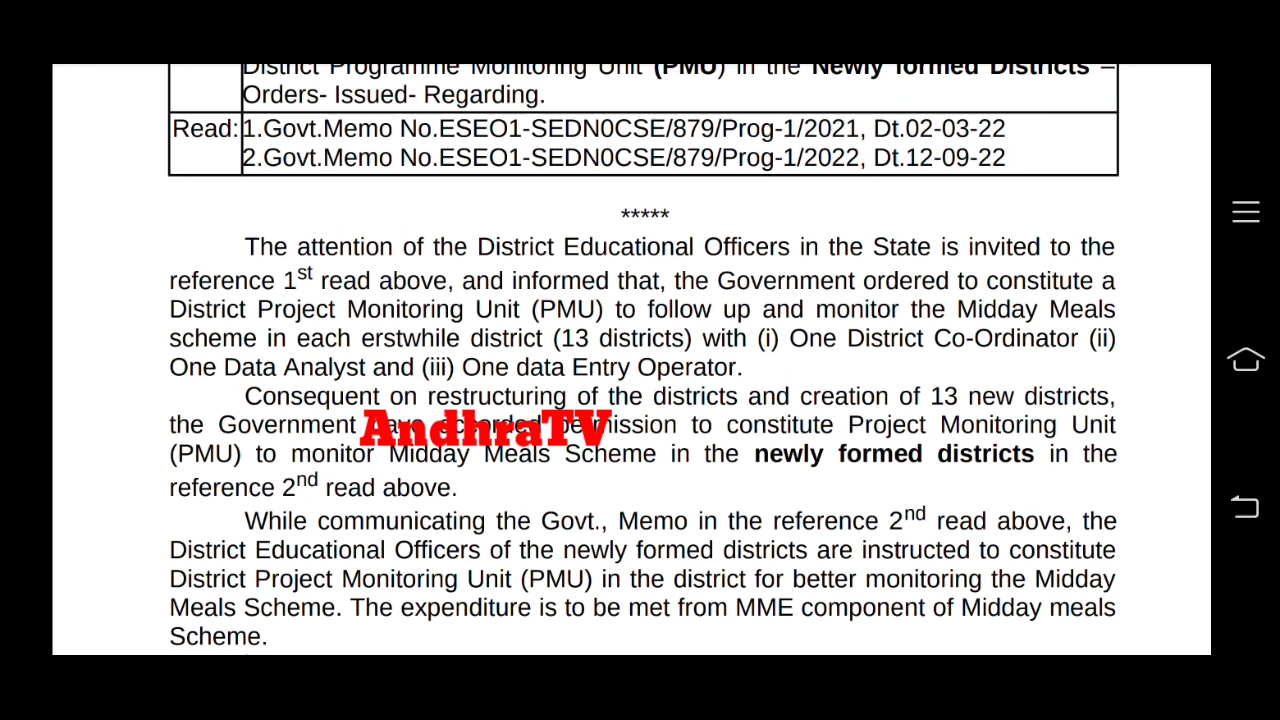 District Programme Monitoring Unit (PMU) in the Newly formed Districts –
Orders- Issued- Regarding.
Read: 1.Govt.Memo No.ESEO1-SEDN0CSE/879/Prog-1/2021, Dt.02-03-22
2.Govt.Memo No.ESEO1-SEDN0CSE/879/Prog-1/2022, Dt.12-09-22
*****
The attention of the District Educational Officers in the State is invited to the
reference 1st read above, and informed that, the Government ordered to constitute a
District Project Monitoring Unit (PMU) to follow up and monitor the Midday Meals
scheme in each erstwhile district (13 districts) with (i) One District Co-Ordinator (ii)
One Data Analyst and (iii) One data Entry Operator.
Consequent on restructuring of the districts and creation of 13 new districts,
the Government have accorded permission to constitute Project Monitoring Unit
AndhraTV
(PMU) to monitor Midday Meals Scheme in the newly formed districts in the
reference 2nd read above.
While communicating the Govt., Memo in the reference 2nd read above, the
District Educational Officers of the newly formed districts are instructed to constitute
District Project Monitoring Unit (PMU) in the district for better monitoring the Midday
Meals Scheme. The expenditure is to be met from MME component of Midday meals
Scheme.